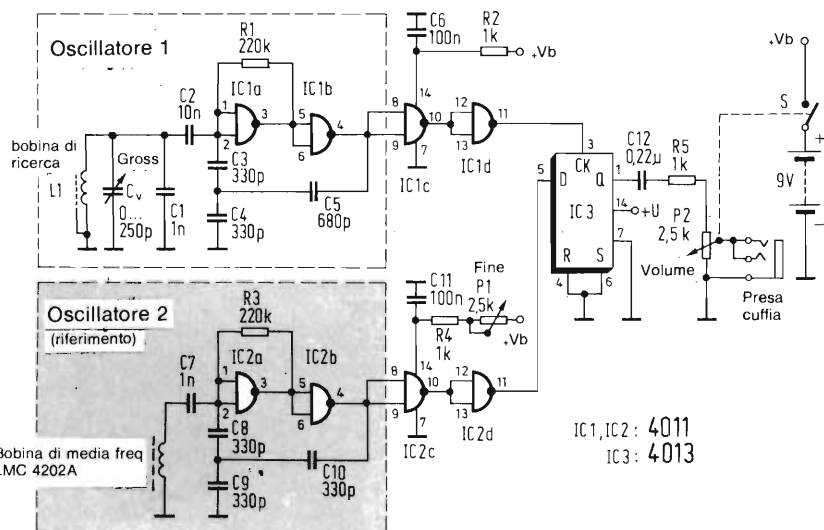 Oscillatore 1
R1
220k
IC1a
IC1b
C2
10n
1
2
3
5
6
4
bobina di
ricerca
L1
Gross
Cv
0...
250p
C1
1n
C3
330p
C4
330p
C5
680p
C6
100n
R2
1k
+Vb
14
8
9
10
7
IC1c
12
13
11
IC1d
3
CK
5
D
Q
1
IC3
14
+U
7
R
S
4
6
C12
0,22µ
R5
1k
P2
2,5k
Volume
+Vb
S
+
9V
−
Presa
cuffia
Oscillatore 2
(riferimento)
R3
220k
IC2a
IC2b
C7
1n
1
2
3
5
6
4
C8
330p
C9
330p
C10
330p
Bobina di media freq
LMC 4202A
C11
100n
Fine
P1
2,5k
R4
1k
+Vb
14
8
9
10
7
IC2c
12
13
11
IC2d
IC1,IC2: 4011
IC3: 4013